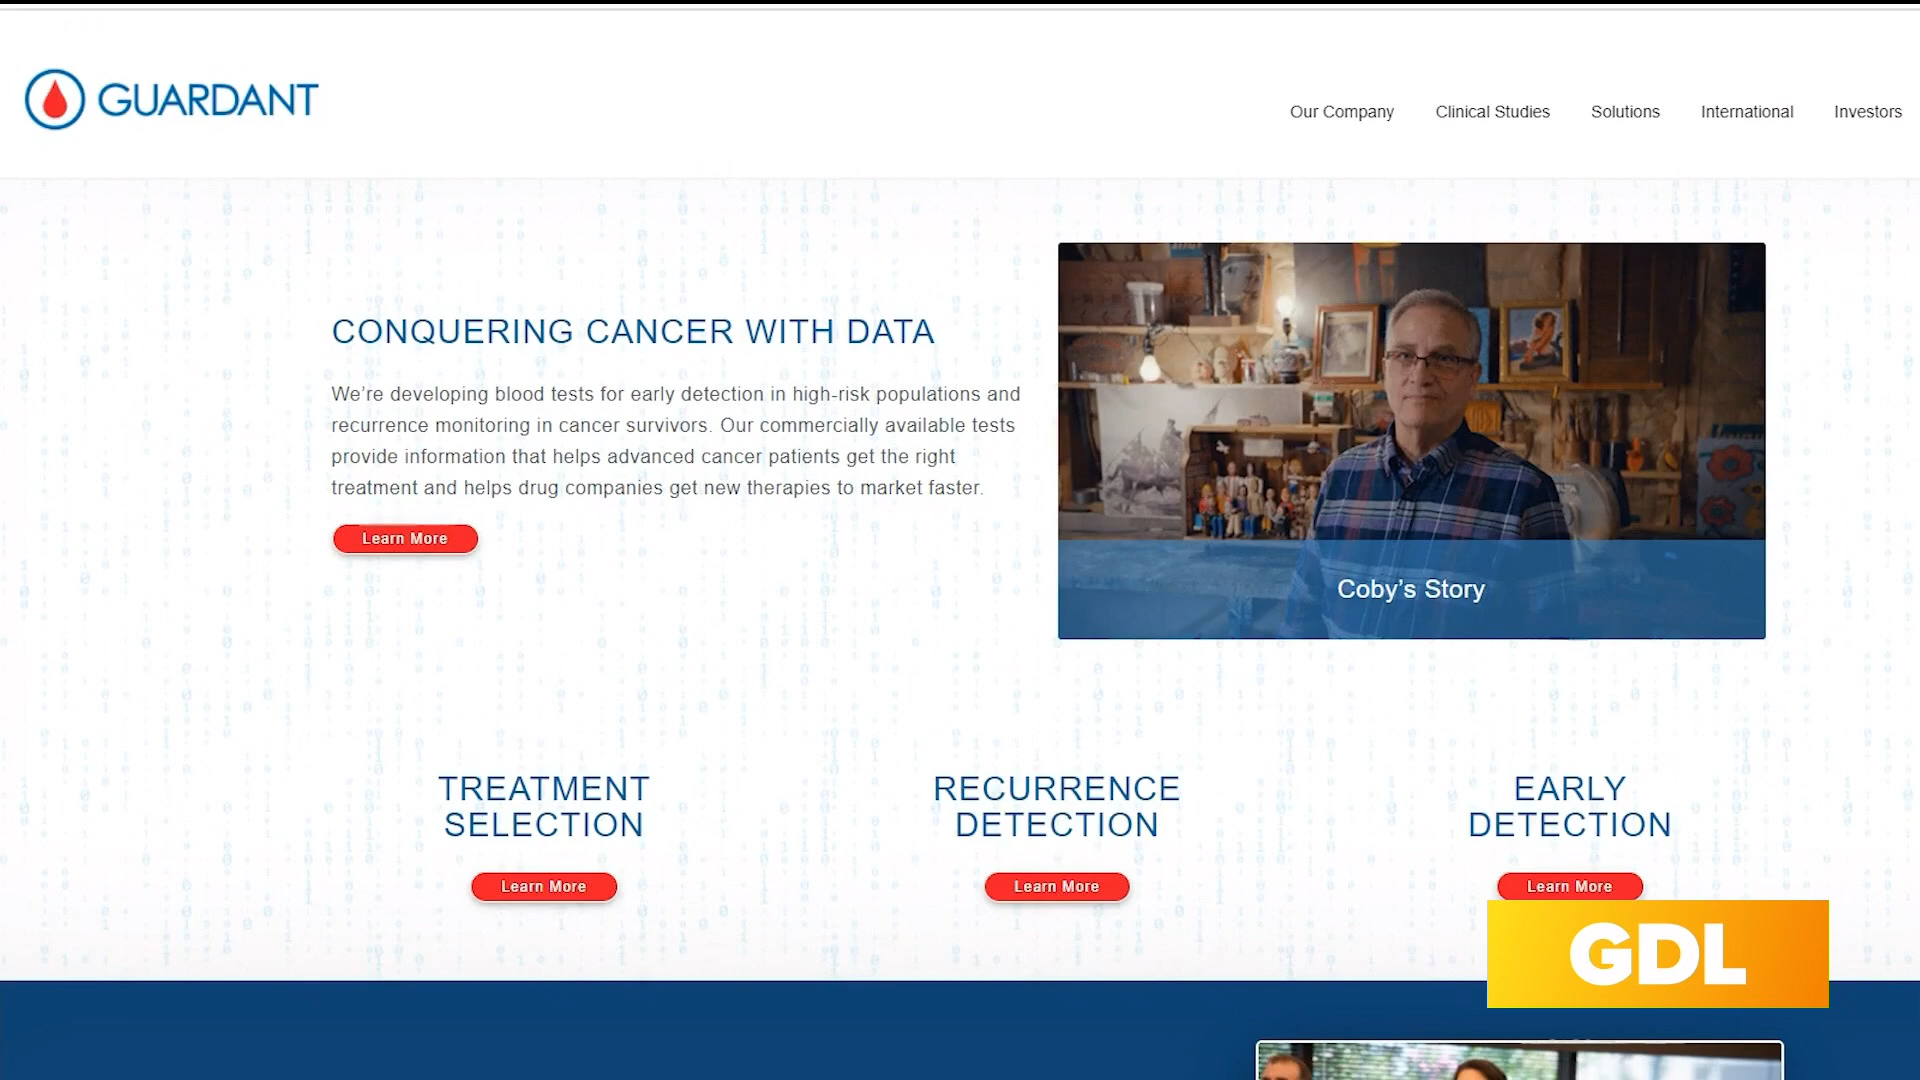 GUARDANT
Our Company
Clinical Studies
Solutions
International
Investors
CONQUERING CANCER WITH DATA
We’re developing blood tests for early detection in high-risk populations and
recurrence monitoring in cancer survivors. Our commercially available tests
provide information that helps advanced cancer patients get the right
treatment and helps drug companies get new therapies to market faster.
Learn More
Coby’s Story
TREATMENT
SELECTION
Learn More
RECURRENCE
DETECTION
Learn More
EARLY
DETECTION
Learn More
GDL